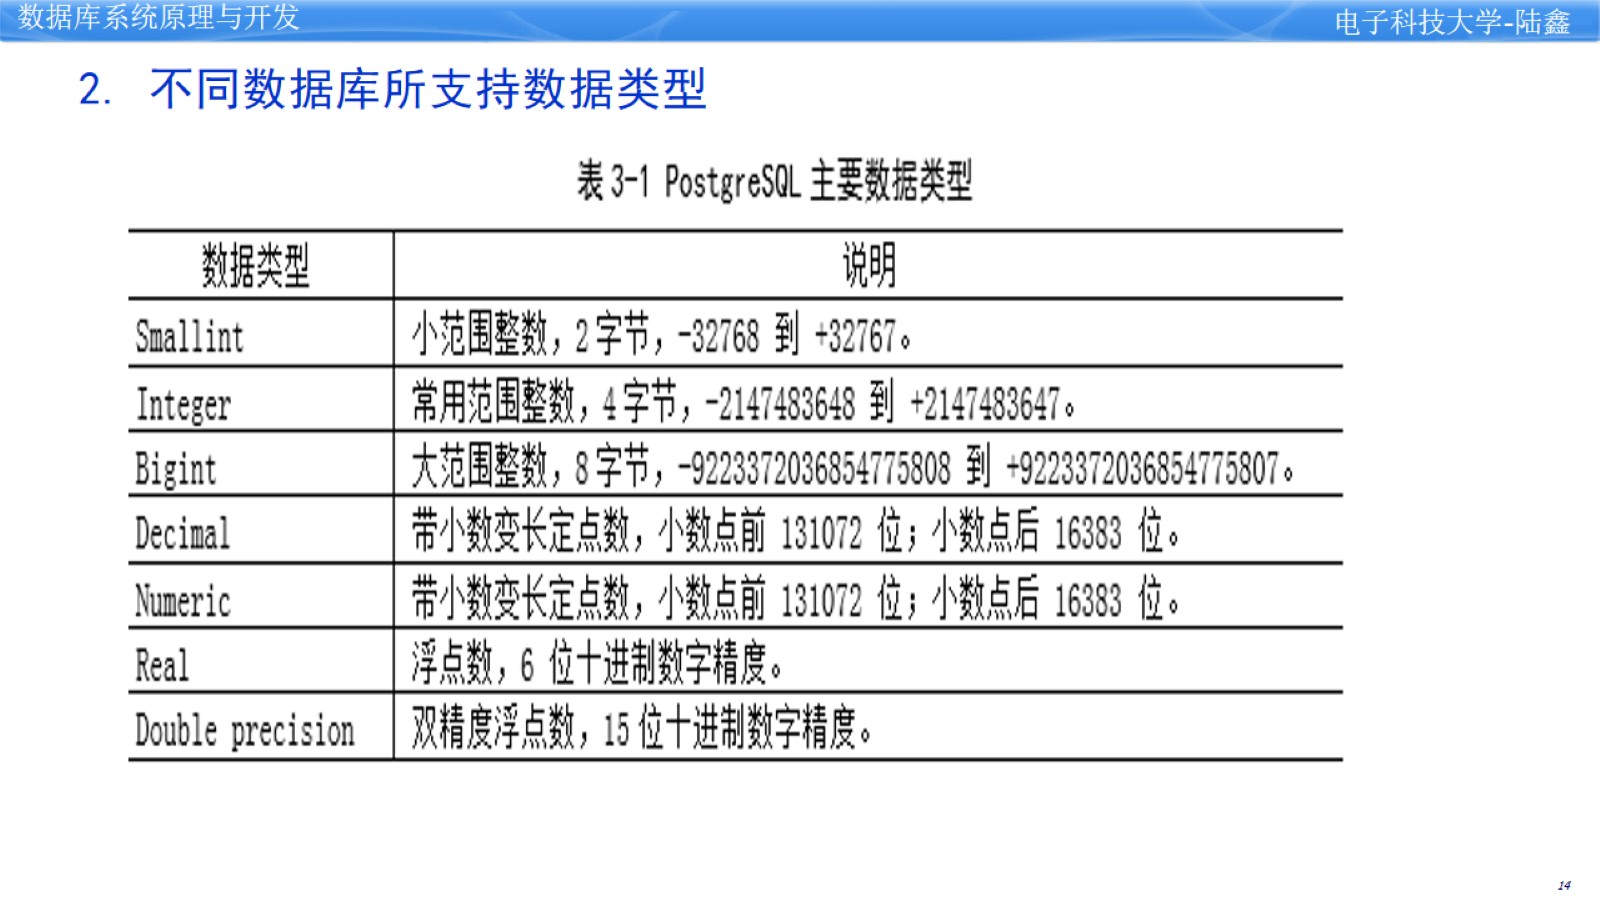 数据库系统原理与开发
电子科技大学-陆鑫
2. 不同数据库所支持数据类型
表 3-1 PostgreSQL 主要数据类型
数据类型 说明
Smallint 小范围整数，2 字节，-32768 到 +32767。
Integer 常用范围整数，4 字节，-2147483648 到 +2147483647。
Bigint 大范围整数，8 字节，-9223372036854775808 到 +9223372036854775807。
Decimal 带小数变长定点数，小数点前 131072 位；小数点后 16383 位。
Numeric 带小数变长定点数，小数点前 131072 位；小数点后 16383 位。
Real 浮点数，6 位十进制数字精度。
Double precision 双精度浮点数，15 位十进制数字精度。
14